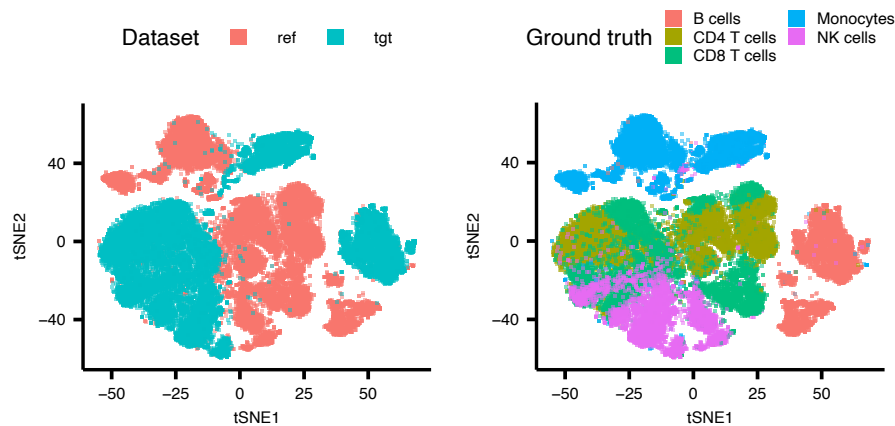 Dataset ref tgt
40
0
−40
−50 −25 0 25 50
tSNE1
tSNE2
Ground truth
B cells
CD4 T cells
CD8 T cells
Monocytes
NK cells
40
0
−40
−50 −25 0 25 50
tSNE1
tSNE2